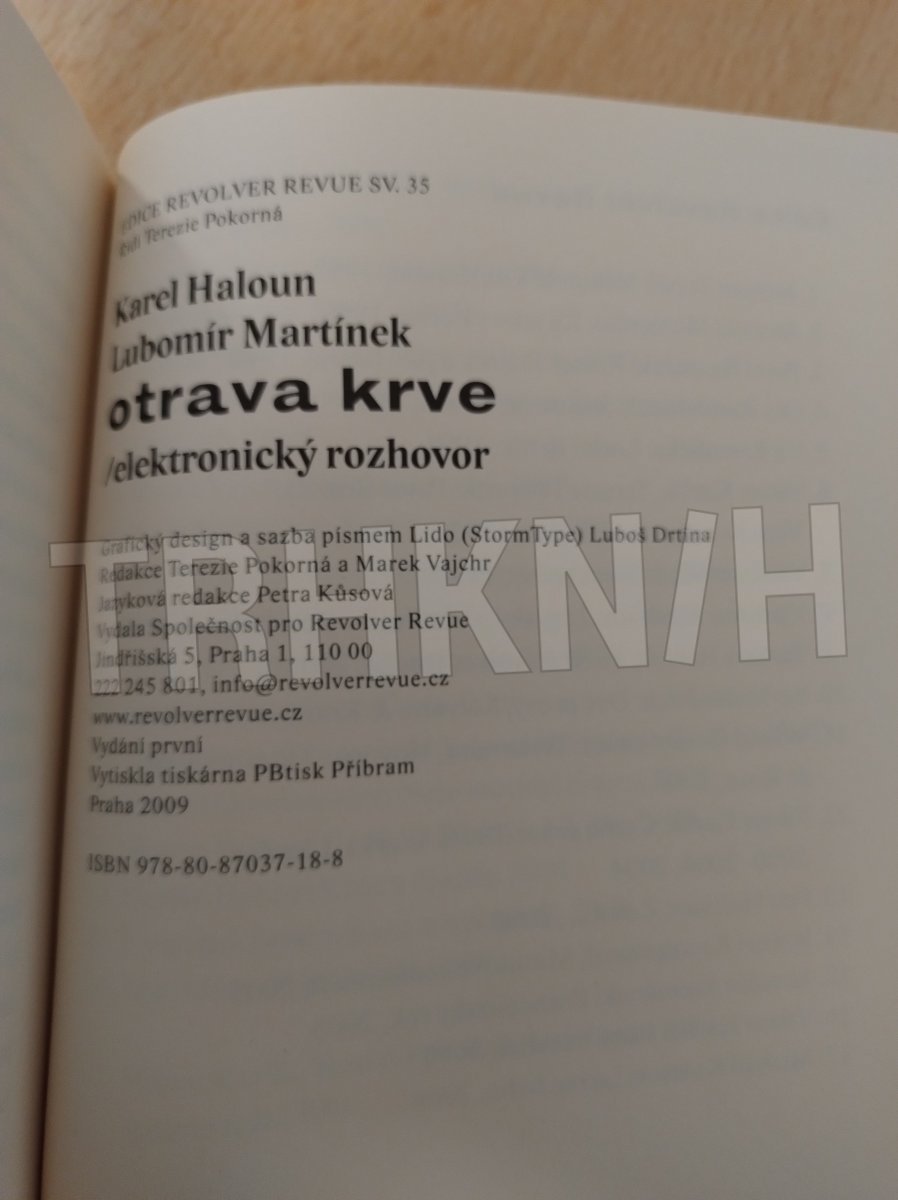 EDICE REVOLVER REVUE SV. 35
řídí Terezie Pokorná
Karel Haloun
Lubomír Martínek
otrava krve
/elektronický rozhovor
Grafický design a sazba písmem Lido (StormType) Luboš Drtina
Redakce Terezie Pokorná a Marek Vajchr
Jazyková redakce Petra Kůsová
Vydala Společnost pro Revolver Revue
Jindřišská 5, Praha 1, 110 00
222 245 801, info@revolverrevue.cz
www.revolverrevue.cz
Vydání první
Vytiskla tiskárna PBtisk Příbram
Praha 2009
ISBN 978-80-87037-18-8
TRHKN/H